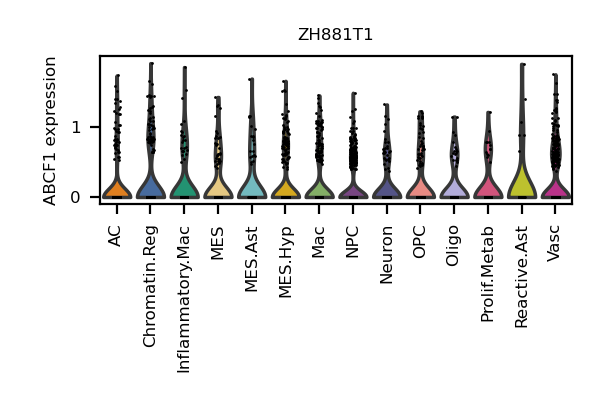 ZH881T1
ABCF1 expression
1
0
AC
Chromatin.Reg
Inflammatory.Mac
MES
MES.Ast
MES.Hyp
Mac
NPC
Neuron
OPC
Oligo
Prolif.Metab
Reactive.Ast
Vasc